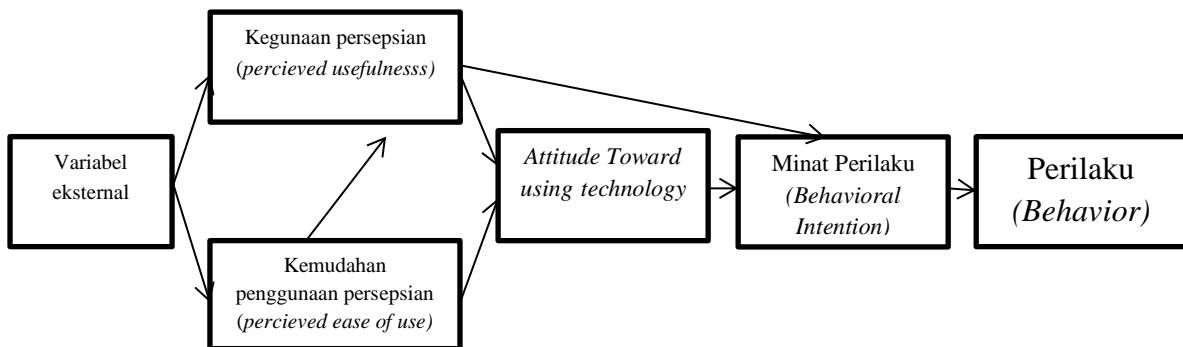 Kegunaan persepsian
(percieved usefulnesss)
Variabel
eksternal
Kemudahan
penggunaan persepsian
(percieved ease of use)
Attitude Toward
using technology
Minat Perilaku
(Behavioral
Intention)
Perilaku
(Behavior)